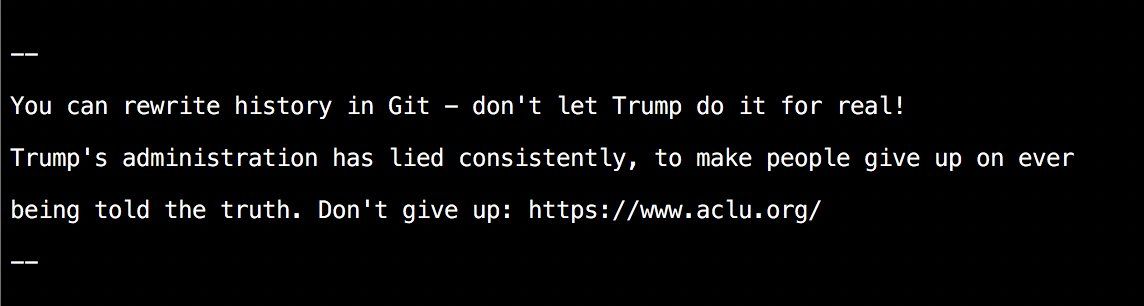 --
You can rewrite history in Git - don't let Trump do it for real!
Trump's administration has lied consistently, to make people give up on ever
being told the truth. Don't give up: https://www.aclu.org/
--